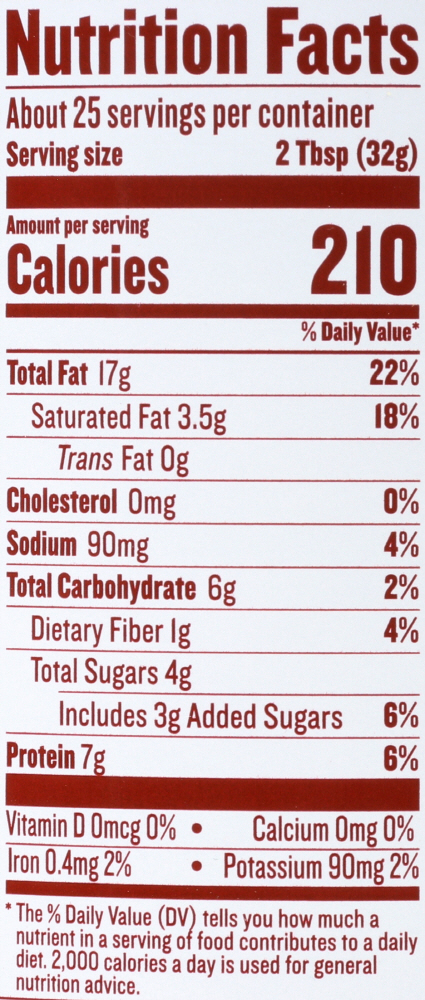 Nutrition Facts
About 25 servings per container
Serving size 2 Tbsp (32g)
Amount per serving
Calories 210
% Daily Value*
Total Fat 17g 22%
Saturated Fat 3.5g 18%
Trans Fat 0g
Cholesterol 0mg 0%
Sodium 90mg 4%
Total Carbohydrate 6g 2%
Dietary Fiber 1g 4%
Total Sugars 4g
Includes 3g Added Sugars 6%
Protein 7g 6%
Vitamin D 0mcg 0% • Calcium 0mg 0%
Iron 0.4mg 2% • Potassium 90mg 2%
* The % Daily Value (DV) tells you how much a
nutrient in a serving of food contributes to a daily
diet. 2,000 calories a day is used for general
nutrition advice.